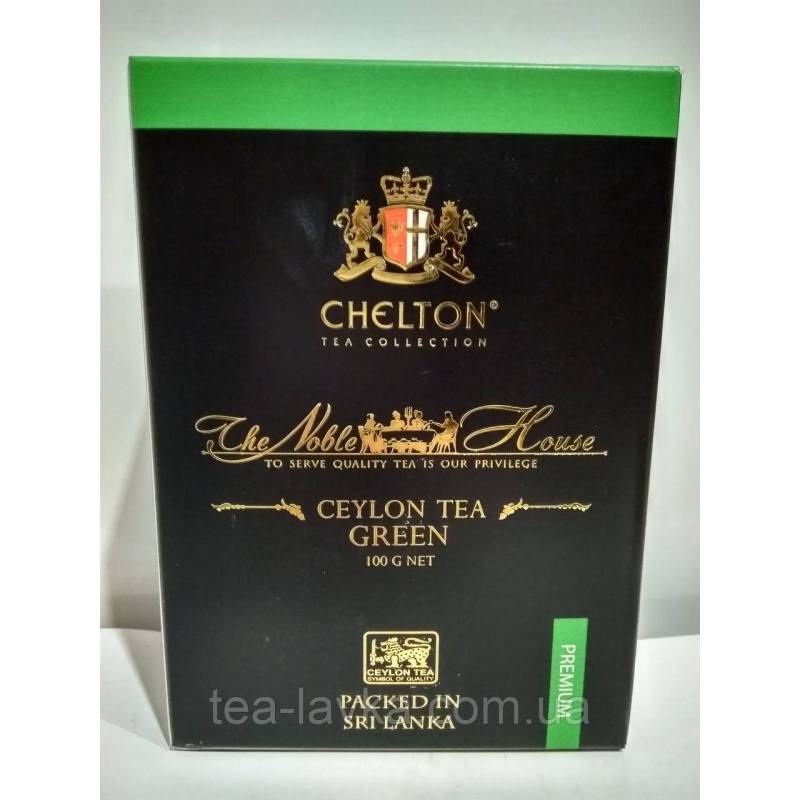 CHELTON©
TEA COLLECTION
The Noble House
TO SERVE QUALITY TEA IS OUR PRIVILEGE
CEYLON TEA
GREEN
100 G NET
CEYLON TEA
SYMBOL OF QUALITY
PREMIUM
PACKED IN
SRI LANKA
tea-lavka.com.ua